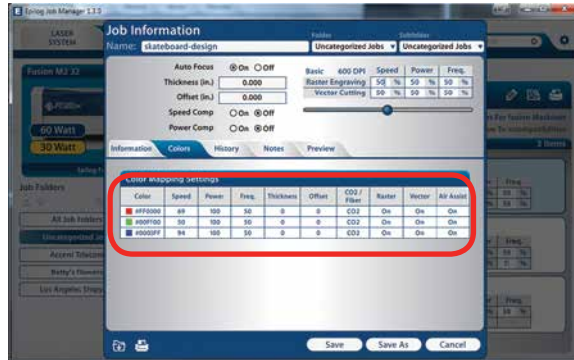 Epilog Job Manager 1.3.0
LASER SYSTEM
Fusion M2 32
60 Watt
30 Watt
Job Folders
All Job Folders
Uncategorized Jo
Accent Telecom
Betty's Flowers
Los Angeles Shipp
3 Items
Job Information
Folder Subfolder
Name: skateboard-design Uncategorized Jobs Uncategorized Jobs
Auto Focus On Off
Thickness (in.) 0.000
Offset (in.) 0.000
Speed Comp On Off
Power Comp On Off
Basic 600 DPI Speed Power Freq.
Raster Engraving 50 % 50 % 50 %
Vector Cutting 50 % 50 % 50 %
Information Colors History Notes Preview
Color Mapping Settings
Color Speed Power Freq. Thickness Offset CO2 / Fiber Raster Vector Air Assist
#FF0000 69 100 50 0 0 CO2 On On On
#00FF00 50 100 50 0 0 CO2 On On On
#0000FF 94 100 50 0 0 CO2 On On On
Save Save As Cancel